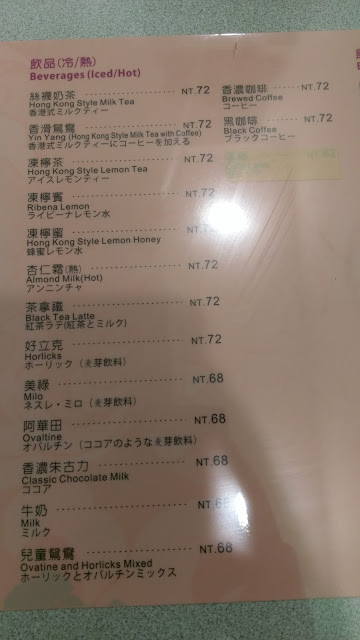 飲品(冷/熱)
Beverages (Iced/Hot)
絲襪奶茶 NT.72
Hong Kong Style Milk Tea
香港式ミルクティー
香滑鴛鴦 NT.72
Yin Yang (Hong Kong Style Milk Tea with Coffee)
香港式ミルクティーにコーヒーを加える
凍檸茶 NT.72
Hong Kong Style Lemon Tea
アイスレモンティー
凍檸賓 NT.72
Ribena Lemon
ライビーナレモン水
凍檸蜜 NT.72
Hong Kong Style Lemon Honey
蜂蜜レモン水
杏仁霜(熱) NT.72
Almond Milk(Hot)
アンニンチャ
茶拿鐵 NT.72
Black Tea Latte
紅茶ラテ(紅茶とミルク)
好立克 NT.72
Horlicks
ホーリック（麦芽飲料）
美祿 NT.68
Milo
ネスレ・ミロ（麦芽飲料）
阿華田 NT.68
Ovaltine
オバルチン（ココアのような麦芽飲料）
香濃朱古力 NT.68
Classic Chocolate Milk
ココア
牛奶 NT.68
Milk
ミルク
兒童鴛鴦 NT.68
Ovatine and Horlicks Mixed
ホーリックとオバルチンミックス
香濃咖啡 NT.72
Brewed Coffee
コーヒー
黑咖啡 NT.72
Black Coffee
ブラックコーヒー